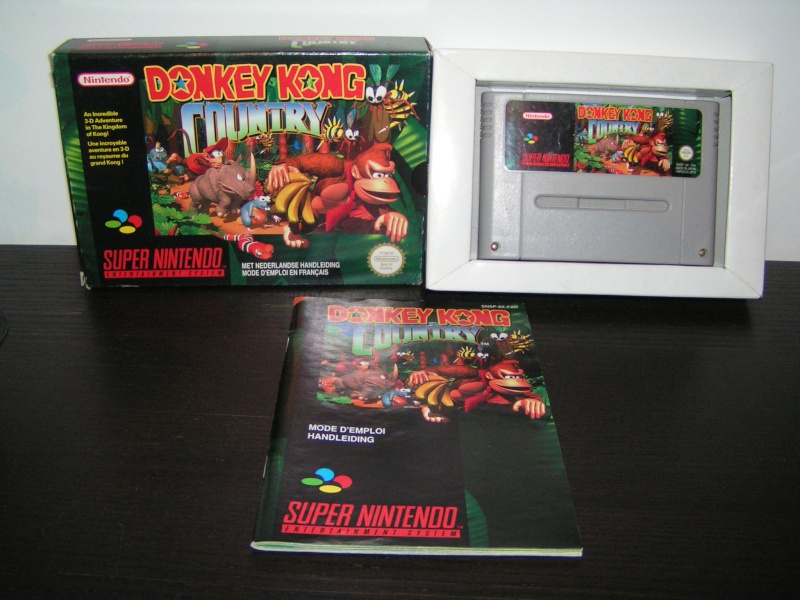 Nintendo
DONKEY KONG
COUNTRY
An Incredible
3-D Adventure
in The Kingdom
of Kong!
Une incroyable
aventure en 3-D
au royaume du
grand Kong !
SUPER NINTENDO
ENTERTAINMENT SYSTEM
MET NEDERLANDSE HANDLEIDING
MODE D'EMPLOI EN FRANÇAIS
Nintendo
DONKEY KONG
COUNTRY
SUPER NINTENDO
DONKEY KONG
COUNTRY™
MODE D'EMPLOI
HANDLEIDING
SUPER NINTENDO
ENTERTAINMENT SYSTEM